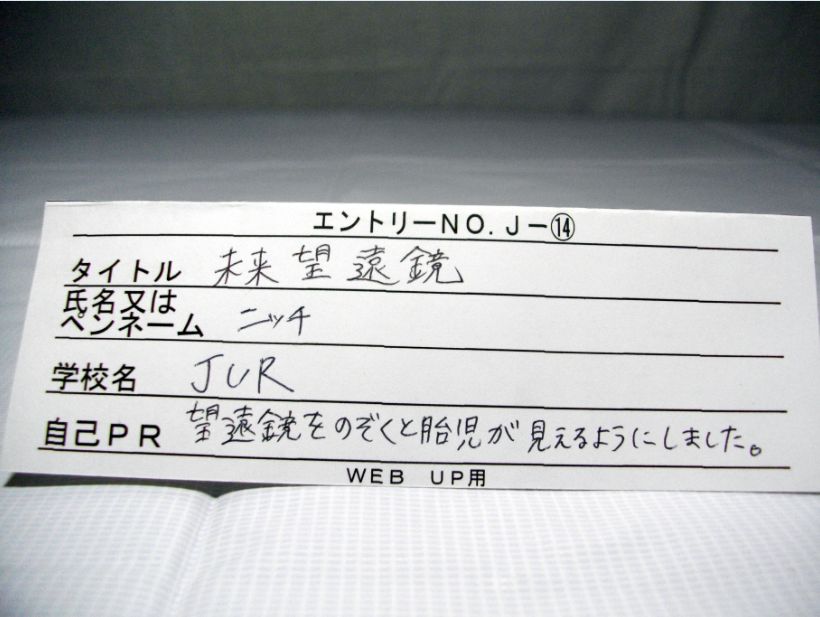 エントリーNO.J－⑭
タイトル 未来望遠鏡
氏名又は
ペンネーム ニッチ
学校名 JUR
自己PR 望遠鏡をのぞくと胎児が見えるようにしました。
WEB UP用